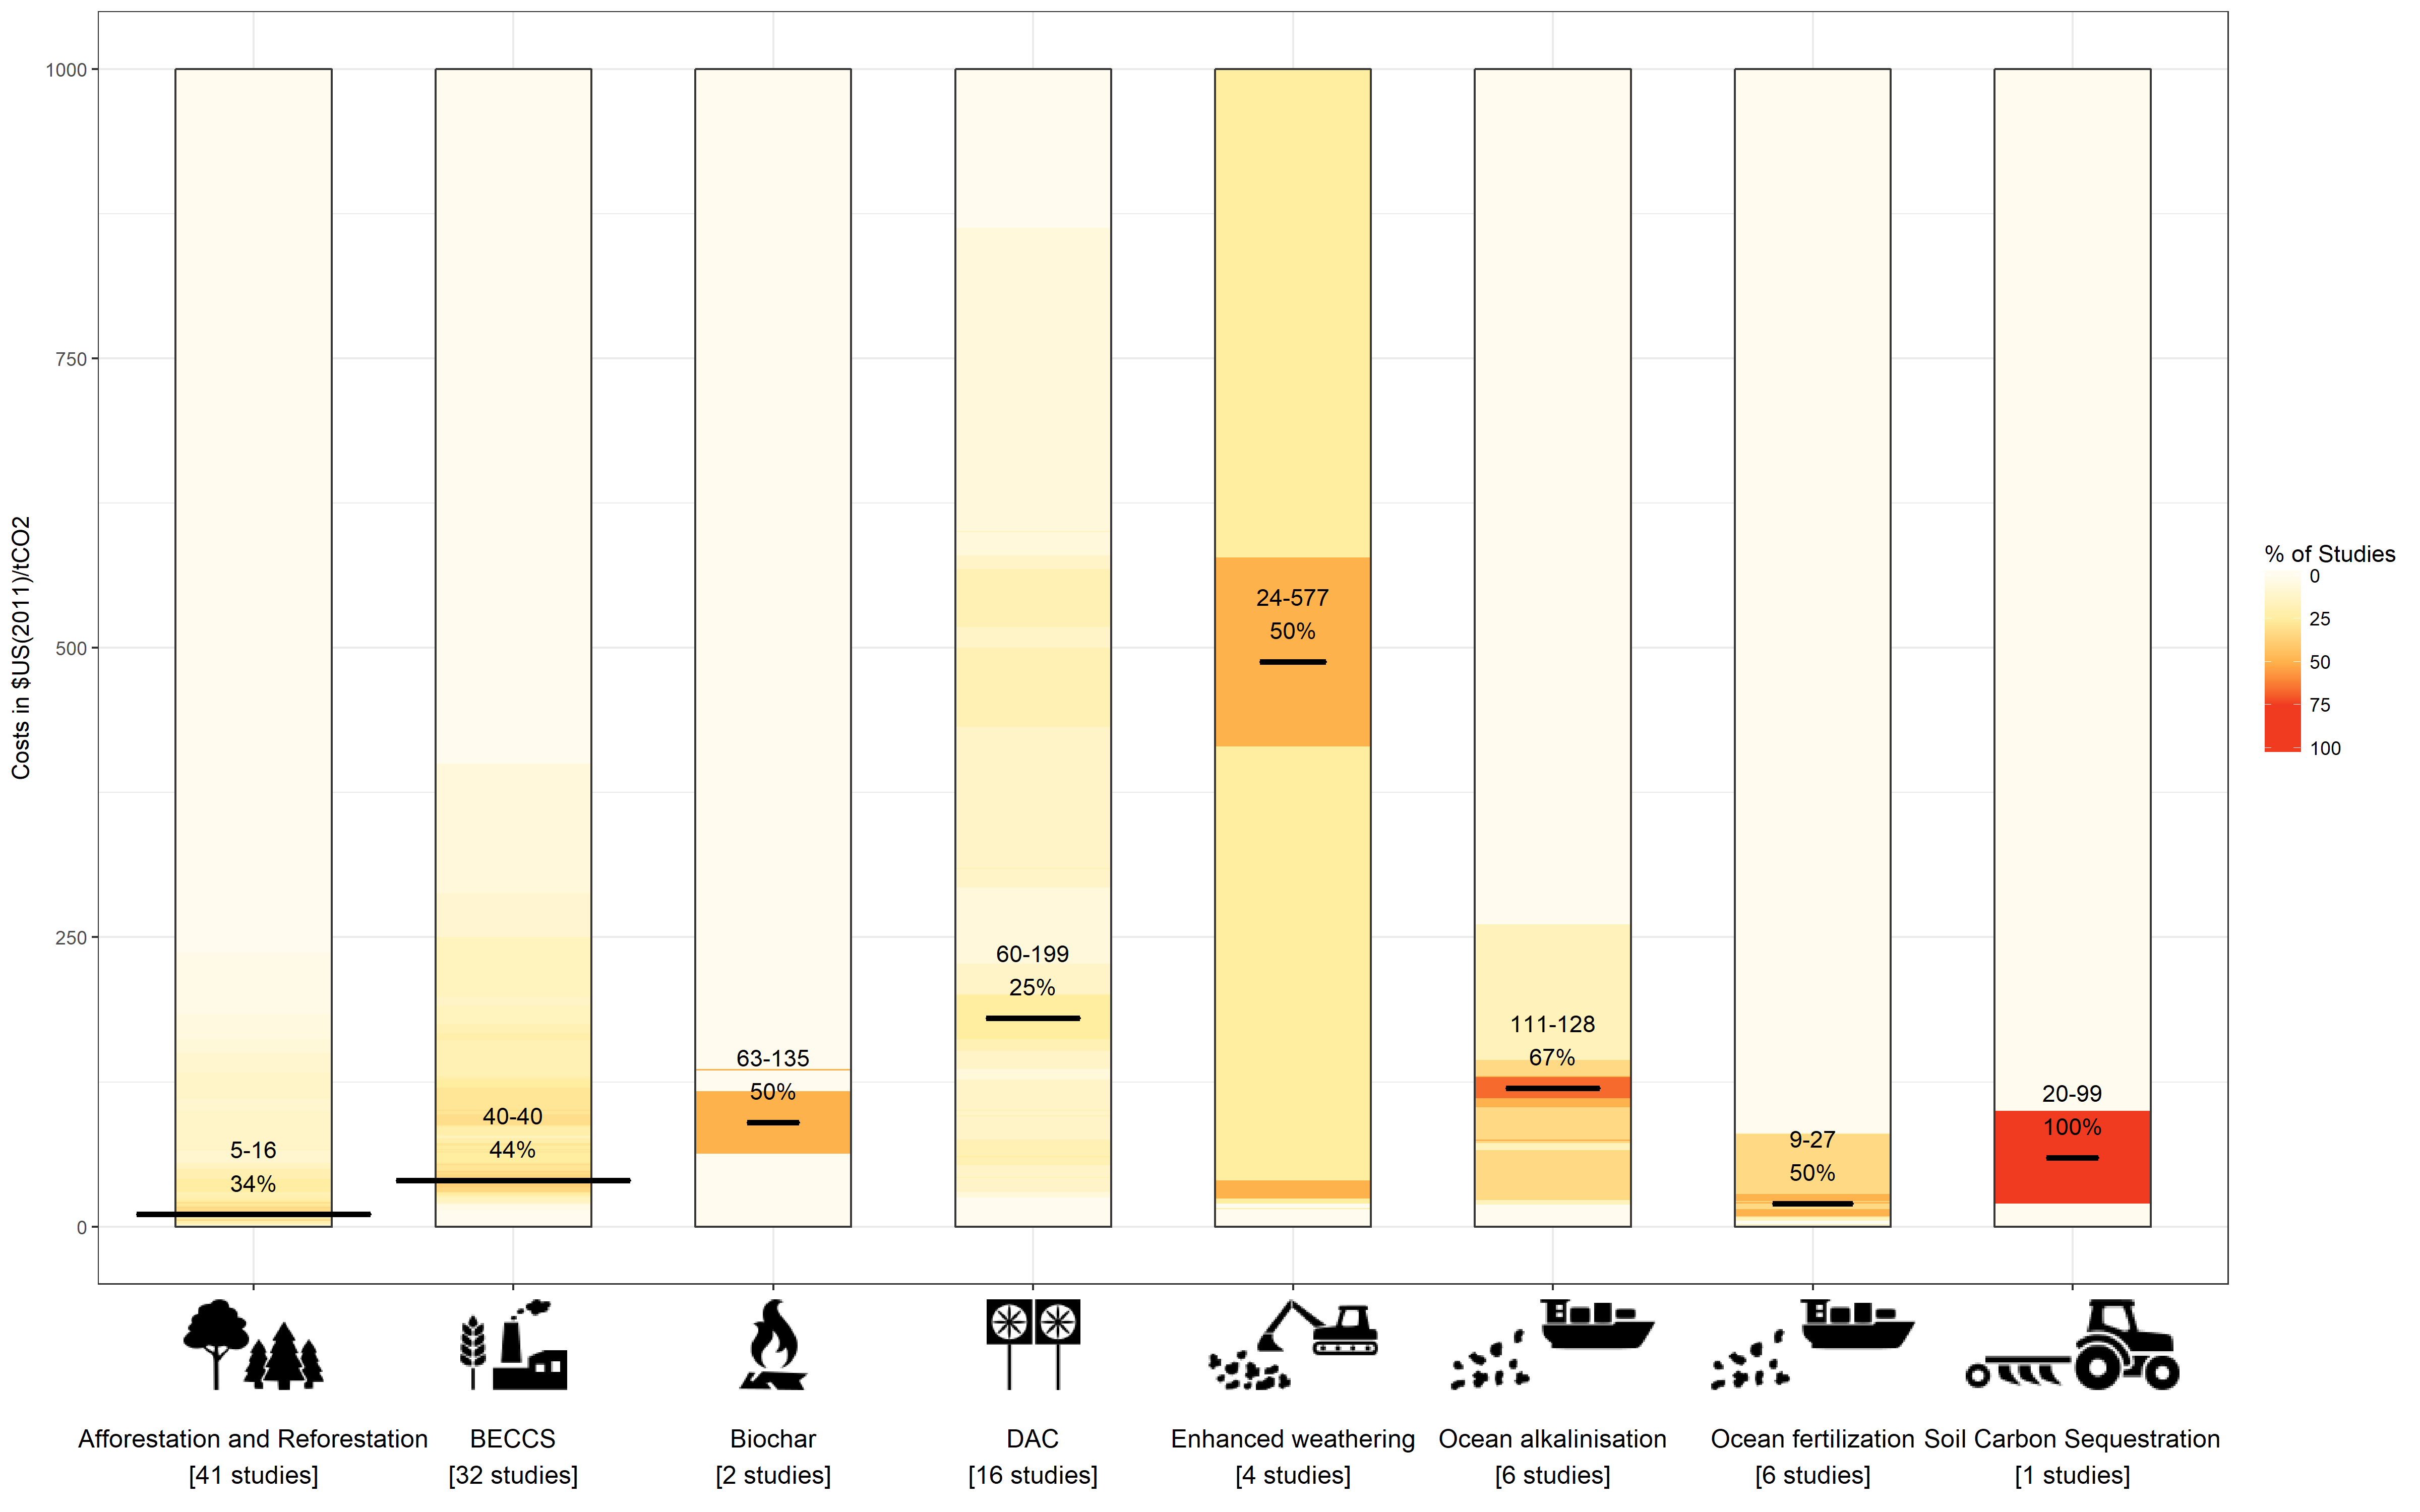 1000
750
500
250
0
Costs in $US(2011)/tCO2
5-16
34%
40-40
44%
63-135
50%
60-199
25%
24-577
50%
111-128
67%
9-27
50%
20-99
100%
% of Studies
0
25
50
75
100
Afforestation and Reforestation
[41 studies]
BECCS
[32 studies]
Biochar
[2 studies]
DAC
[16 studies]
Enhanced weathering
[4 studies]
Ocean alkalinisation
[6 studies]
Ocean fertilization
[6 studies]
Soil Carbon Sequestration
[1 studies]